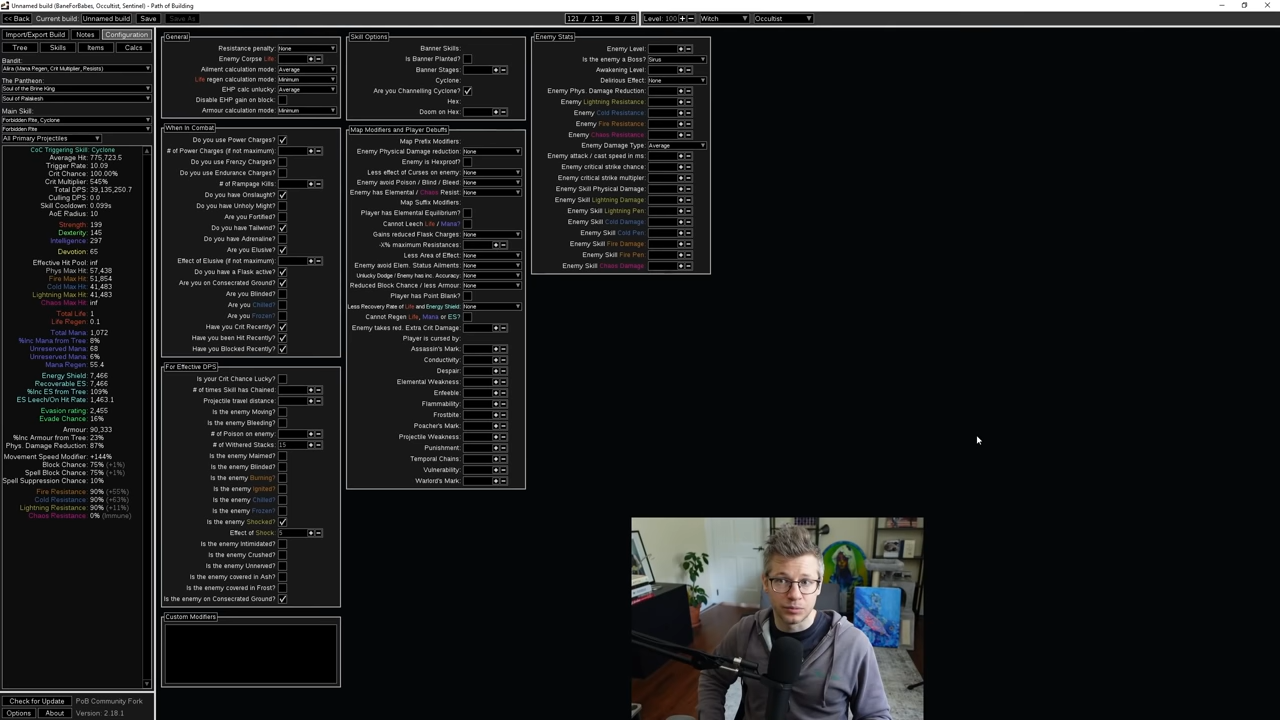 Unnamed build (BaneForBabes, Occultist, Sentinel) - Path of Building
<< Back Current build: Unnamed build Save Save As 121 / 121 8 / 8 Level: 100 Witch Occultist
Import/Export Build Notes Configuration
Tree Skills Items Calcs
Bandit:
Alira (Mana Regen, Crit Multiplier, Resists)
The Pantheon:
Soul of the Brine King
Soul of Ralakesh
Main Skill:
Forbidden Rite, Cyclone
Forbidden Rite
All Primary Projectiles
CoC Triggering Skill: Cyclone
Average Hit: 775,723.5
Trigger Rate: 10.09
Crit Chance: 100.00%
Crit Multiplier: 545%
Total DPS: 39,135,250.7
Culling DPS: 0.0
Skill Cooldown: 0.099s
AoE Radius: 10
Strength: 199
Dexterity: 145
Intelligence: 297
Devotion: 65
Effective Hit Pool: inf
Phys Max Hit: 57,438
Fire Max Hit: 51,854
Cold Max Hit: 41,483
Lightning Max Hit: 41,483
Chaos Max Hit: inf
Total Life: 1
Life Regen: 0.1
Total Mana: 1,072
%Inc Mana from Tree: 8%
Unreserved Mana: 68
Unreserved Mana: 6%
Mana Regen: 55.4
Energy Shield: 7,466
Recoverable ES: 7,466
%Inc ES from Tree: 109%
ES Leech/On Hit Rate: 1,463.1
Evasion rating: 2,455
Evade Chance: 16%
Armour: 90,333
%Inc Armour from Tree: 23%
Phys. Damage Reduction: 87%
Movement Speed Modifier: +144%
Block Chance: 75% (+1%)
Spell Block Chance: 75% (+1%)
Spell Suppression Chance: 10%
Fire Resistance: 90% (+55%)
Cold Resistance: 90% (+63%)
Lightning Resistance: 90% (+11%)
Chaos Resistance: 0% (Immune)
Check for Update PoB Community Fork
Options About Version: 2.18.1
General
Resistance penalty: None
Enemy Corpse Life:
Ailment calculation mode: Average
Life regen calculation mode: Minimum
EHP calc unlucky: Average
Disable EHP gain on block:
Armour calculation mode: Minimum
When In Combat
Do you use Power Charges?
# of Power Charges (if not maximum):
Do you use Frenzy Charges?
Do you use Endurance Charges?
# of Rampage Kills:
Do you have Onslaught?
Do you have Unholy Might?
Are you Fortified?
Do you have Tailwind?
Do you have Adrenaline?
Are you Elusive?
Effect of Elusive (if not maximum):
Do you have a Flask active?
Are you on Consecrated Ground?
Are you Blinded?
Are you Chilled?
Are you Frozen?
Have you Crit Recently?
Have you been Hit Recently?
Have you Blocked Recently?
For Effective DPS
Is your Crit Chance Lucky?
# of times Skill has Chained:
Projectile travel distance:
Is the enemy Moving?
Is the enemy Bleeding?
# of Poison on enemy:
# of Withered Stacks: 15
Is the enemy Maimed?
Is the enemy Blinded?
Is the enemy Burning?
Is the enemy Ignited?
Is the enemy Chilled?
Is the enemy Frozen?
Is the enemy Shocked?
Effect of Shock: 5
Is the enemy Intimidated?
Is the enemy Crushed?
Is the enemy Unnerved?
Is the enemy covered in Ash?
Is the enemy covered in Frost?
Is the enemy on Consecrated Ground?
Custom Modifiers
Skill Options
Banner Skills:
Is Banner Planted?
Banner Stages:
Cyclone:
Are you Channelling Cyclone?
Hex:
Doom on Hex:
Map Modifiers and Player Debuffs
Map Prefix Modifiers:
Enemy Physical Damage reduction: None
Enemy is Hexproof?
Less effect of Curses on enemy: None
Enemy avoid Poison / Blind / Bleed: None
Enemy has Elemental / Chaos Resist: None
Map Suffix Modifiers:
Player has Elemental Equilibrium?
Cannot Leech Life / Mana?
Gains reduced Flask Charges: None
-X% maximum Resistances:
Less Area of Effect: None
Enemy avoid Elem. Status Ailments: None
Unlucky Dodge / Enemy has inc. Accuracy: None
Reduced Block Chance / less Armour: None
Player has Point Blank?
Less Recovery Rate of Life and Energy Shield: None
Cannot Regen Life, Mana or ES?
Enemy takes red. Extra Crit Damage:
Player is cursed by:
Assassin's Mark:
Conductivity:
Despair:
Elemental Weakness:
Enfeeble:
Flammability:
Frostbite:
Poacher's Mark:
Projectile Weakness:
Punishment:
Temporal Chains:
Vulnerability:
Warlord's Mark:
Enemy Stats
Enemy Level:
Is the enemy a Boss? Sirus
Awakening Level:
Delirious Effect: None
Enemy Phys. Damage Reduction:
Enemy Lightning Resistance:
Enemy Cold Resistance:
Enemy Fire Resistance:
Enemy Chaos Resistance:
Enemy Damage Type: Average
Enemy attack / cast speed in ms:
Enemy critical strike chance:
Enemy critical strike multiplier:
Enemy Skill Physical Damage:
Enemy Skill Lightning Damage:
Enemy Skill Lightning Pen:
Enemy Skill Cold Damage:
Enemy Skill Cold Pen:
Enemy Skill Fire Damage:
Enemy Skill Fire Pen:
Enemy Skill Chaos Damage: